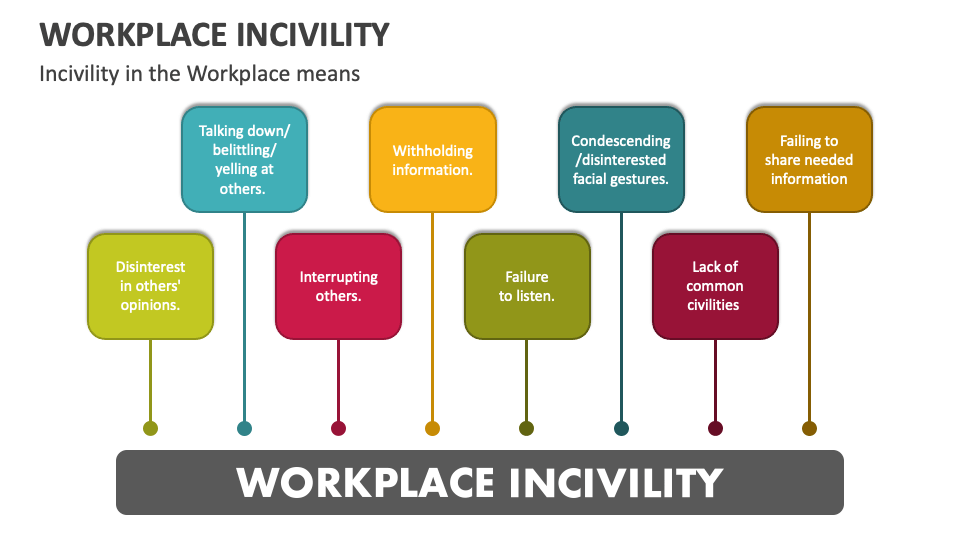 WORKPLACE INCIVILITY
Incivility in the Workplace means
Disinterest
in others'
opinions.
Talking down/
belittling/
yelling at
others.
Interrupting
others.
Withholding
information.
Failure
to listen.
Condescending
/disinterested
facial gestures.
Lack of
common
civilities
Failing to
share needed
information
WORKPLACE INCIVILITY